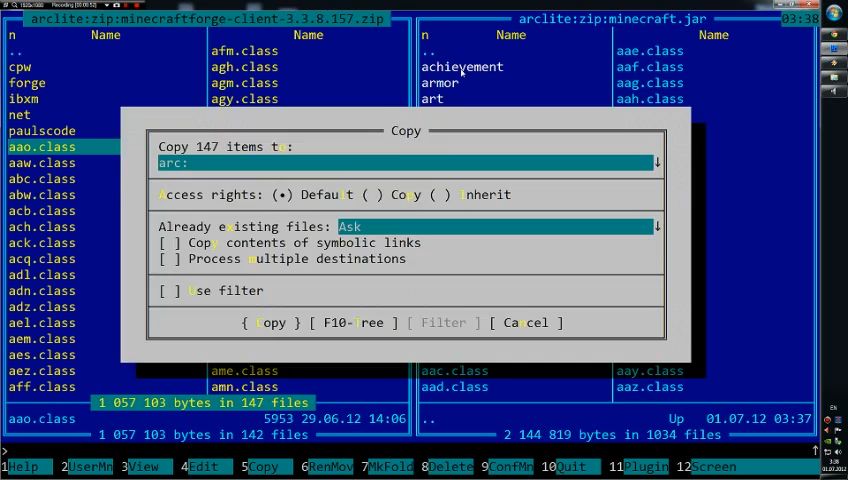 1920x1080 Recording [00:08:52]
arclite:zip:minecraftforge-client-3.3.8.157.zip
arclite:zip:minecraft.jar 03:38
n Name Name
n Name Name
.. afm.class
cpw agh.class
forge agm.class
ibxm agy.class
net
paulscode
aao.class
aaw.class
abc.class
abw.class
acb.class
ach.class
ack.class
acq.class
adl.class
adn.class
adz.class
ael.class
aem.class
aes.class ame.class
aff.class amn.class
.. aae.class
achievement aaf.class
armor aag.class
art aah.class
Copy
Copy 147 items to:
arc:
Access rights: (•) Default ( ) Copy ( ) Inherit
Already existing files: Ask
[ ] Copy contents of symbolic links
[ ] Process multiple destinations
[ ] Use filter
{ Copy } [ F10-Tree ] [ Filter ] [ Cancel ]
aac.class aay.class
aad.class aaz.class
1 057 103 bytes in 147 files
aao.class 5953 29.06.12 14:06
.. Up 01.07.12 03:37
1 057 103 bytes in 142 files
2 144 819 bytes in 1034 files
>
1Help 2UserMn 3View 4Edit 5Copy 6RenMov 7MkFold 8Delete 9ConfMn 10Quit 11Plugin 12Screen
EN
3:38
01.07.2012